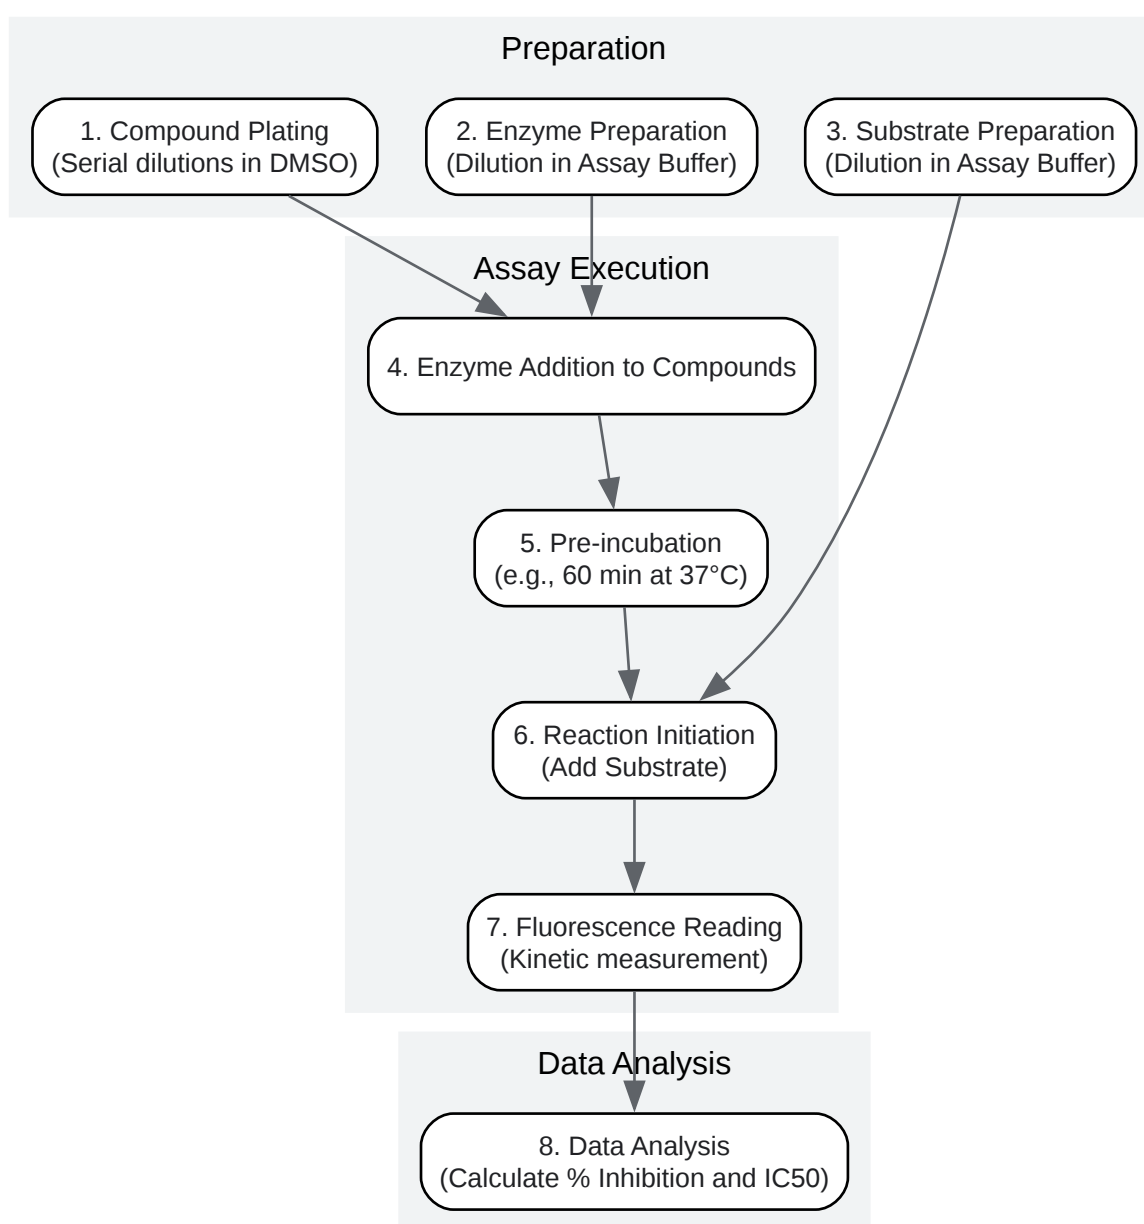 Preparation
1. Compound Plating
(Serial dilutions in DMSO)
2. Enzyme Preparation
(Dilution in Assay Buffer)
3. Substrate Preparation
(Dilution in Assay Buffer)
Assay Execution
4. Enzyme Addition to Compounds
5. Pre-incubation
(e.g., 60 min at 37°C)
6. Reaction Initiation
(Add Substrate)
7. Fluorescence Reading
(Kinetic measurement)
Data Analysis
8. Data Analysis
(Calculate % Inhibition and IC50)